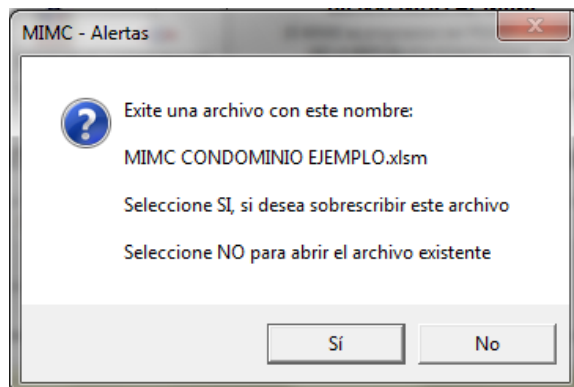 MIMC - Alertas
Exite una archivo con este nombre:
MIMC CONDOMINIO EJEMPLO.xlsm
Seleccione SI, si desea sobrescribir este archivo
Seleccione NO para abrir el archivo existente
Sí No